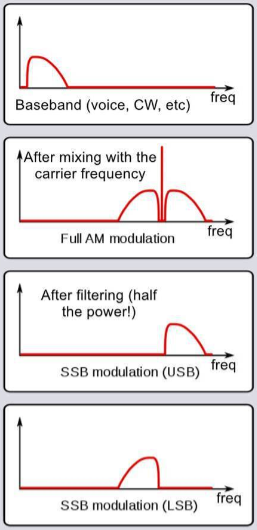 freq
Baseband (voice, CW, etc)
After mixing with the
carrier frequency
freq
Full AM modulation
After filtering (half
the power!)
freq
SSB modulation (USB)
freq
SSB modulation (LSB)